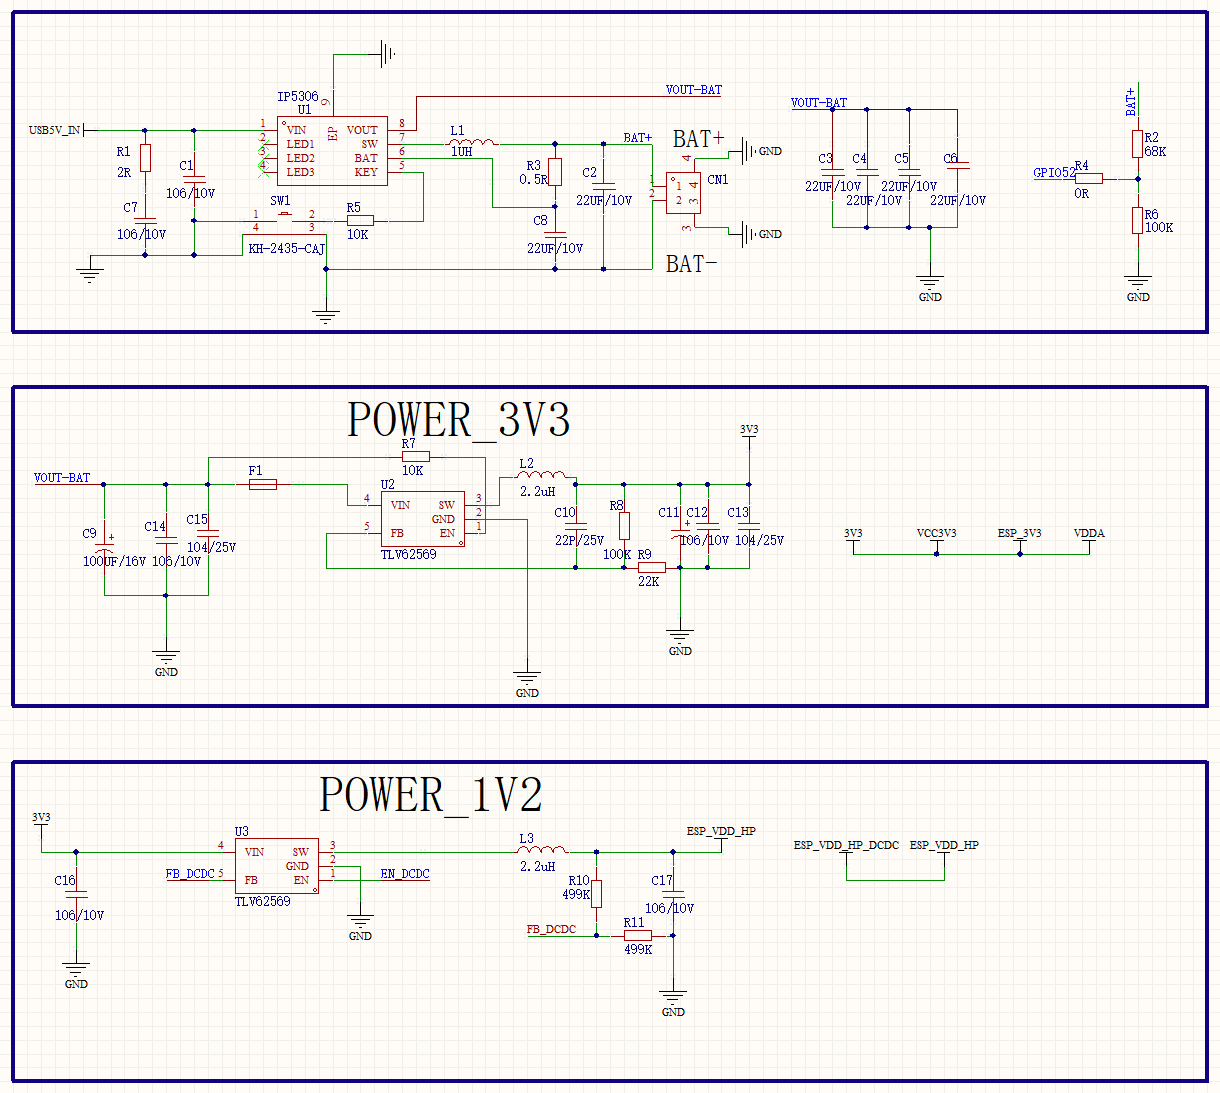 VOUT-BAT
IP5306
U1
9
EP
USB5V_IN
1
VIN
VOUT
8
2
LED1
SW
7
3
LED2
BAT
6
4
LED3
KEY
5
R1
2R
C1
106/10V
C7
106/10V
SW1
1
2
4
3
KH-2435-CAJ
R5
10K
L1
1UH
BAT+
R3
0.5R
C2
22UF/10V
C8
22UF/10V
BAT+
4
GND
CN1
1
1
4
2
2
3
3
GND
BAT-
VOUT-BAT
C3
C4
C5
C6
22UF/10V
22UF/10V
22UF/10V
22UF/10V
GND
BAT+
R2
68K
GPIO52
R4
0R
R6
100K
GND
POWER_3V3
R7
10K
VOUT-BAT
F1
U2
4
VIN
SW
3
GND
2
5
FB
EN
1
TLV62569
C9
+
100UF/16V
C14
106/10V
C15
104/25V
GND
GND
L2
2.2uH
3V3
C10
22P/25V
R8
100K
R9
22K
C11
+
C12
106/10V
C13
104/25V
GND
3V3
VCC3V3
ESP_3V3
VDDA
POWER_1V2
3V3
U3
4
VIN
SW
3
GND
2
FB_DCDC
5
FB
EN
1
EN_DCDC
TLV62569
C16
106/10V
GND
GND
L3
2.2uH
ESP_VDD_HP
R10
499K
C17
106/10V
FB_DCDC
R11
499K
GND
ESP_VDD_HP_DCDC
ESP_VDD_HP